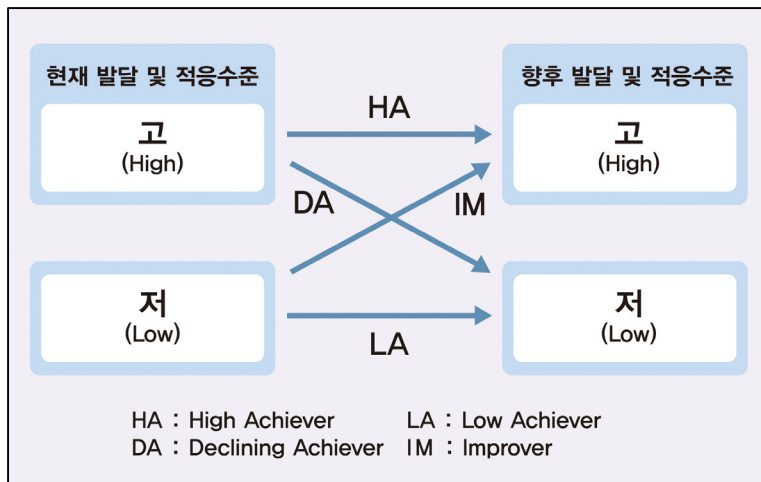 현재 발달 및 적응수준
향후 발달 및 적응수준
고
(High)
HA
고
(High)
DA
IM
저
(Low)
LA
저
(Low)
HA : High Achiever
LA : Low Achiever
DA : Declining Achiever
IM : Improver